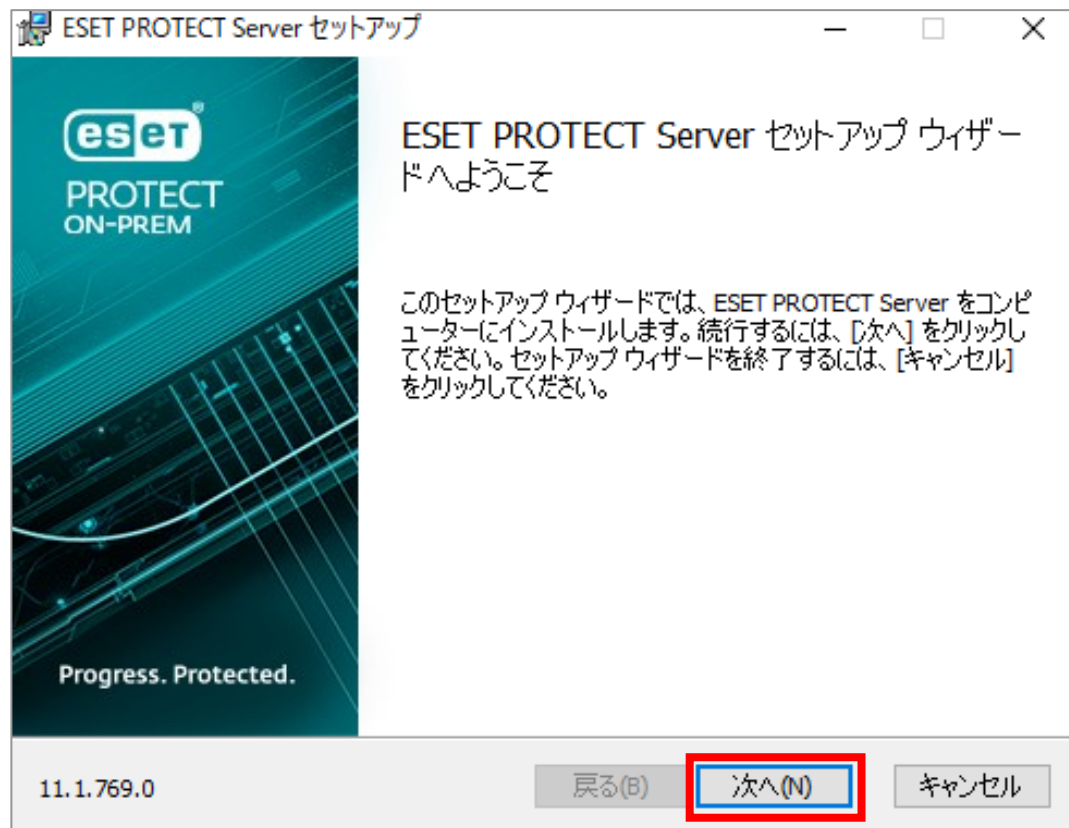 ESET PROTECT Server セットアップ
eset®
PROTECT
ON-PREM
ESET PROTECT Server セットアップ ウィザー
ドへようこそ
このセットアップ ウィザードでは、ESET PROTECT Server をコンピ
ューターにインストールします。続行するには、[次へ] をクリックし
てください。セットアップ ウィザードを終了するには、[キャンセル]
をクリックしてください。
Progress. Protected.
11.1.769.0
戻る(B)
次へ(N)
キャンセル